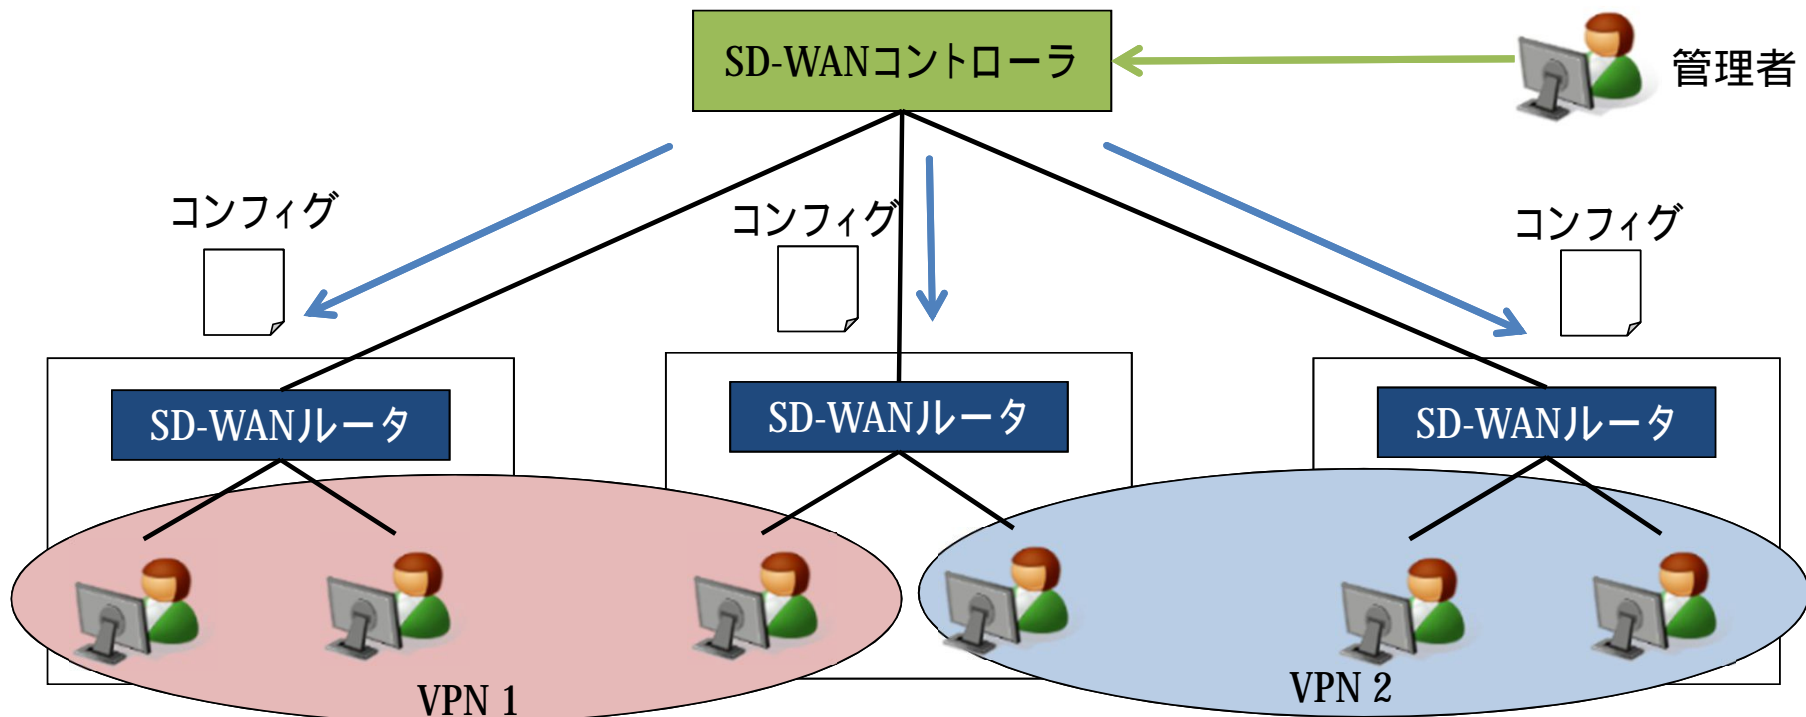 SD-WANコントローラ
管理者
コンフィグ
コンフィグ
コンフィグ
SD-WANルータ
SD-WANルータ
SD-WANルータ
VPN 1
VPN 2